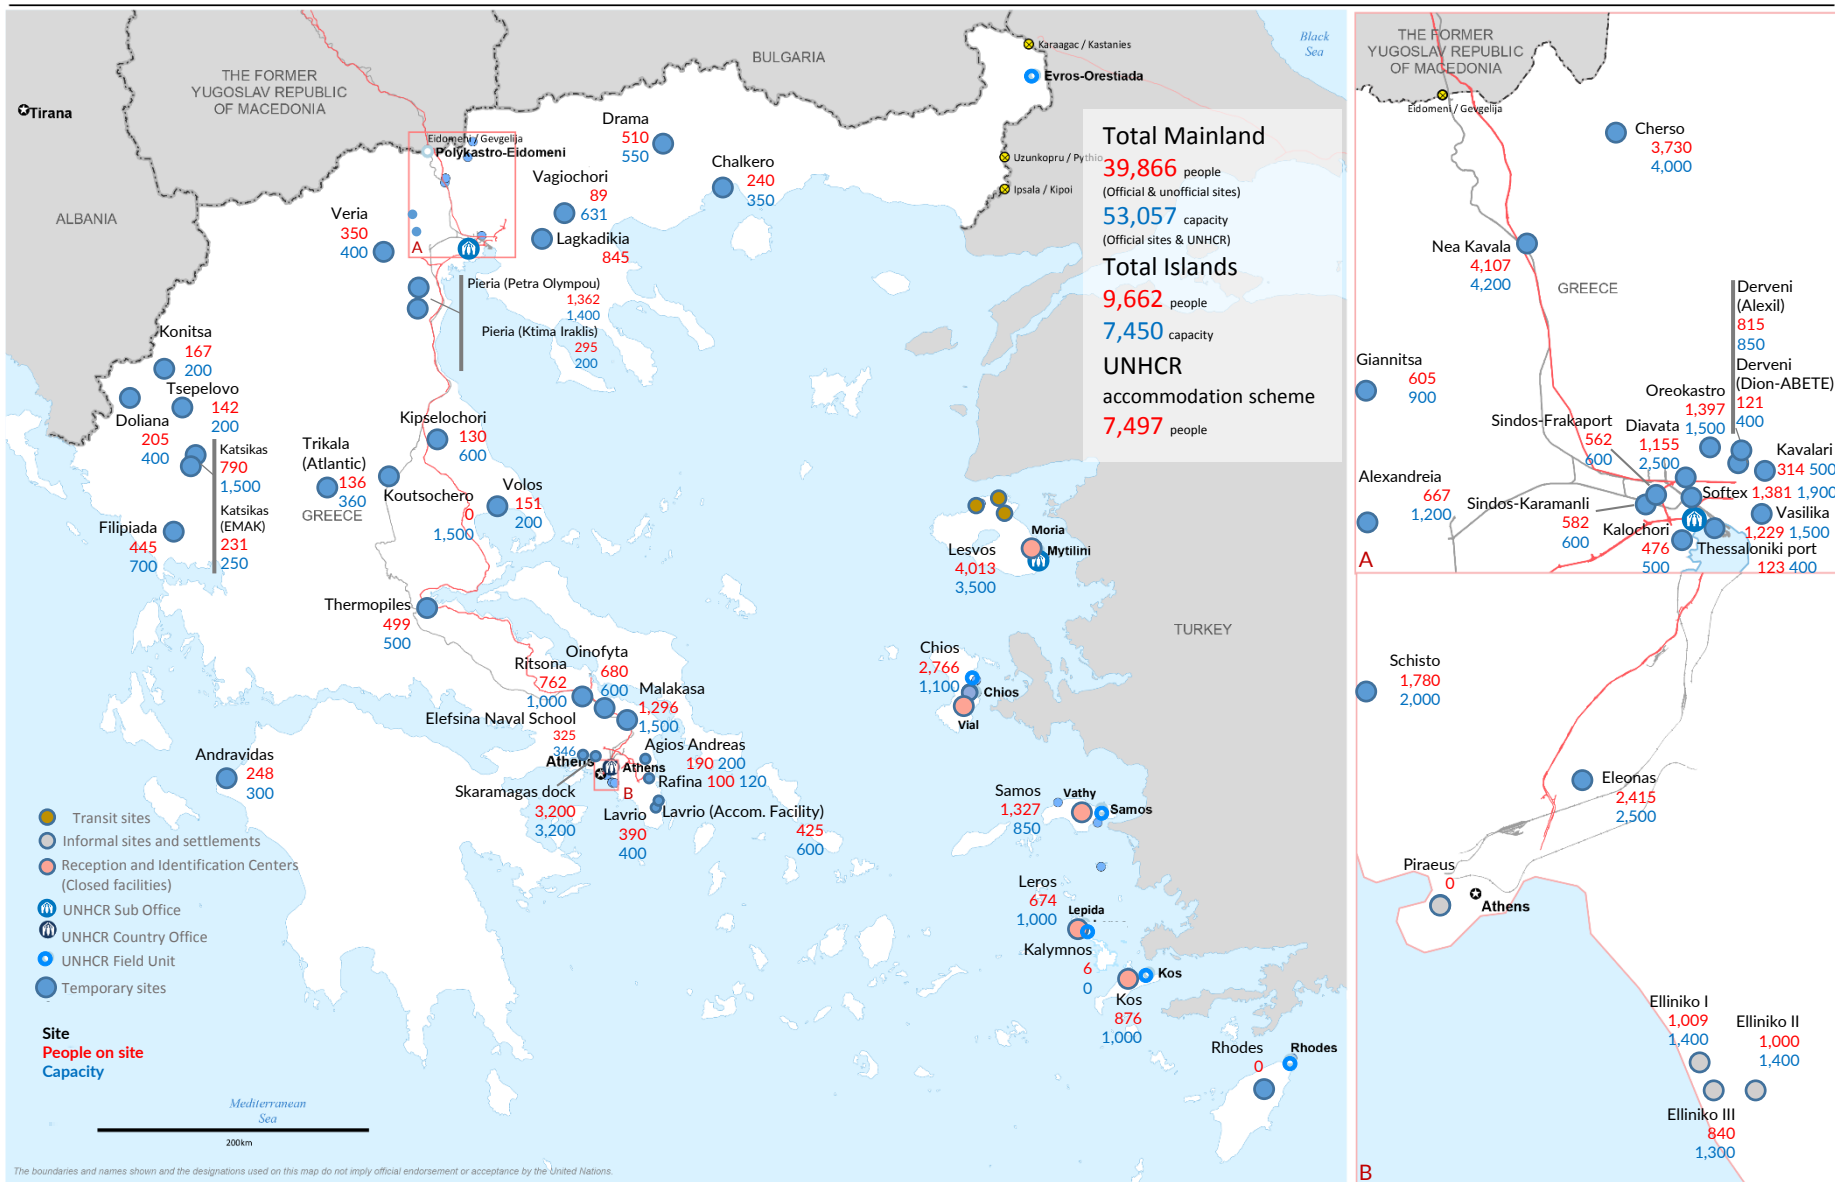 THE FORMER
YUGOSLAV REPUBLIC
OF MACEDONIA
BULGARIA
Black
Sea
Karaagac / Kastanies
Evros-Orestiada
Tirana
ALBANIA
Eidomeni / Gevgelija
Polykastro-Eidomeni
A
Drama
510
550
Chalkero
240
350
Vagiochori
89
631
Lagkadikia
845
Veria
350
400
Uzunkopru / Pythio
Ipsala / Kipoi
Total Mainland
39,866 people
(Official & unofficial sites)
53,057 capacity
(Official sites & UNHCR)
Total Islands
9,662 people
7,450 capacity
UNHCR
accommodation scheme
7,497 people
Pieria (Petra Olympou)
1,362
1,400
Pieria (Ktima Iraklis)
295
200
Konitsa
167
200
Tsepelovo
142
200
Doliana
205
400
Katsikas
790
1,500
Katsikas
(EMAK)
231
250
Filipiada
445
700
Trikala
(Atlantic)
136
360
GREECE
Kipselochori
130
600
Koutsochero
0
1,500
Volos
151
200
Thermopiles
499
500
Oinofyta
680
600
Ritsona
762
1,000
Malakasa
1,296
1,500
Elefsina Naval School
325
346
Athens
Athens
B
Agios Andreas
190 200
Rafina 100 120
Skaramagas dock
3,200
3,200
Lavrio
390
400
Lavrio (Accom. Facility)
425
600
Andravidas
248
300
Moria
Mytilini
Lesvos
4,013
3,500
TURKEY
Chios
2,766
1,100
Chios
Vial
Samos
1,327
850
Vathy
Samos
Leros
674
1,000
Lepida
Kalymnos
6
0
Kos
Kos
876
1,000
Rhodes
0
Rhodes
Transit sites
Informal sites and settlements
Reception and Identification Centers
(Closed facilities)
UNHCR Sub Office
UNHCR Country Office
UNHCR Field Unit
Temporary sites
Site
People on site
Capacity
Mediterranean
Sea
200km
The boundaries and names shown and the designations used on this map do not imply official endorsement or acceptance by the United Nations.
THE FORMER
YUGOSLAV REPUBLIC
OF MACEDONIA
Eidomeni / Gevgelija
Cherso
3,730
4,000
Nea Kavala
4,107
4,200
GREECE
Derveni
(Alexil)
815
850
Derveni
(Dion-ABETE)
121
400
Giannitsa
605
900
Oreokastro
1,397
1,500
Sindos-Frakaport
562
600
Diavata
1,155
2,500
Kavalari
314 500
Alexandreia
667
1,200
Softex 1,381 1,900
Sindos-Karamanli
582
600
Vasilika
1,229 1,500
Kalochori
476
500
Thessaloniki port
123 400
A
Schisto
1,780
2,000
Eleonas
2,415
2,500
Piraeus
0
Athens
Elliniko I
1,009
1,400
Elliniko II
1,000
1,400
Elliniko III
840
1,300
B